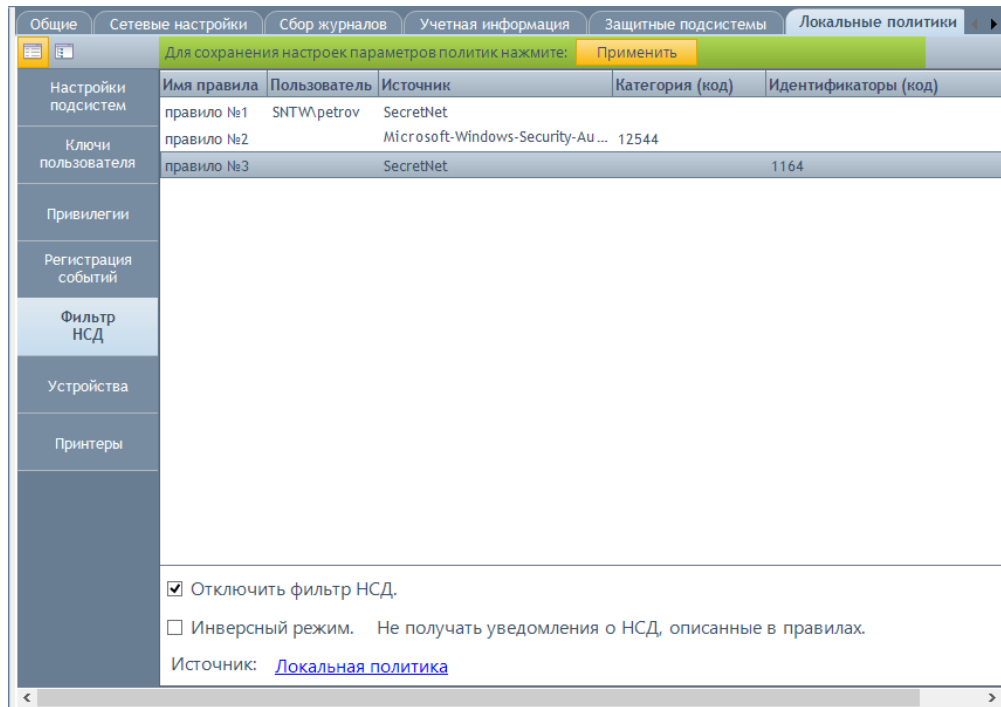 Общие Сетевые настройки Сбор журналов Учетная информация Защитные подсистемы Локальные политики
Для сохранения настроек параметров политик нажмите: Применить
Настройки подсистем
Ключи пользователя
Привилегии
Регистрация событий
Фильтр НСД
Устройства
Принтеры
Имя правила Пользователь Источник Категория (код) Идентификаторы (код)
правило №1 SNTW\petrov SecretNet
правило №2 Microsoft-Windows-Security-Au... 12544
правило №3 SecretNet 1164
Отключить фильтр НСД.
Инверсный режим. Не получать уведомления о НСД, описанные в правилах.
Источник: Локальная политика